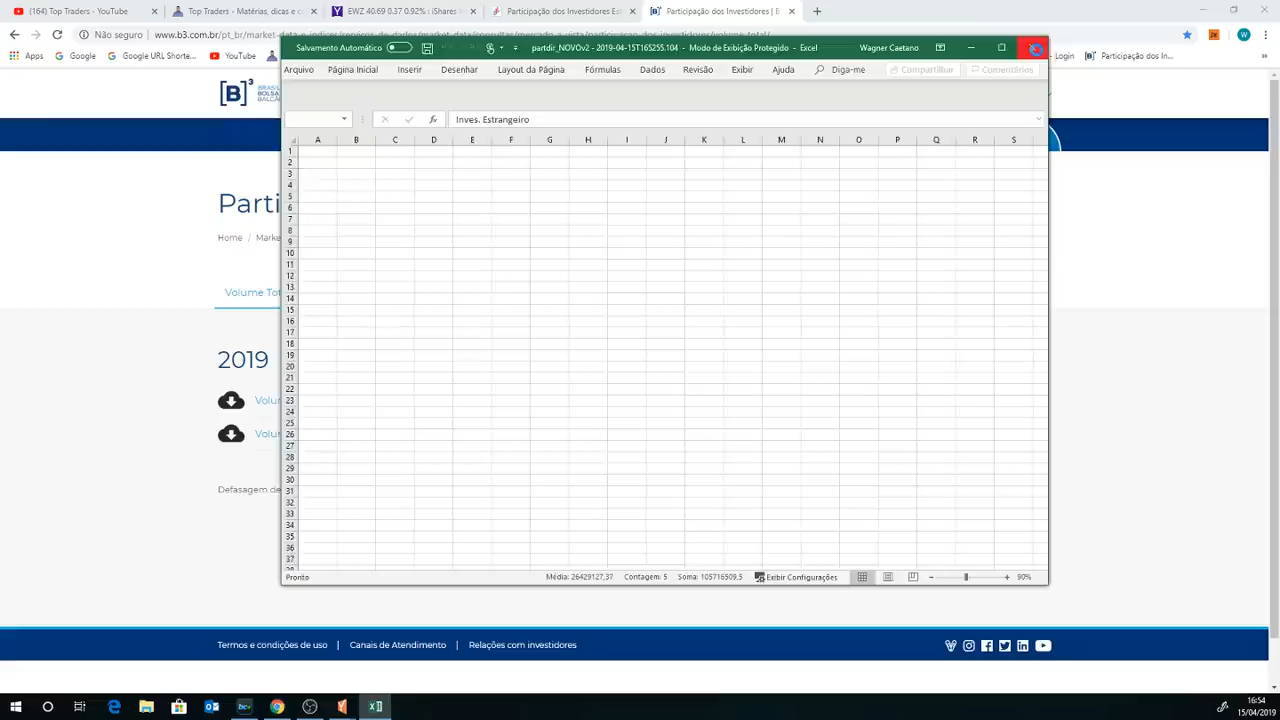 (164) Top Traders - YouTube
Top Traders - Matérias, dicas e c
EWZ 40.69 0.37 0.92% : iShares M
Participação dos Investidores Est
Participação dos Investidores | B
Não seguro
www.b3.com.br/pt_br/market-data-e-indices/servicos-de-dados/market-data/consultas/mercado-a-vista/participacao-dos-investidores/volume-total/
W
Apps
Google
Google URL Shorte...
YouTube
Login
Participação dos In...
»
[B]³
BRASIL
BOLSA
BALCÃO
Salvamento Automático
partdir_NOVOv2 - 2019-04-15T165255.104 - Modo de Exibição Protegido - Excel
Wagner Caetano
Arquivo
Página Inicial
Inserir
Desenhar
Layout da Página
Fórmulas
Dados
Revisão
Exibir
Ajuda
Diga-me
Compartilhar
Comentários
fx
Inves. Estrangeiro
A B C D E F G H I J K L M N O P Q R S
1
2
3
4
5
6
7
8
9
10
11
12
13
14
15
16
17
18
19
20
21
22
23
24
25
26
27
28
29
30
31
32
33
34
35
36
37
Pronto
Média: 26429127,37
Contagem: 5
Soma: 105716509,5
Exibir Configurações
90%
Parti
Home / Marke
Volume Tot
2019
Volu
Volu
Defasagem de
Termos e condições de uso | Canais de Atendimento | Relações com investidores
16:54
15/04/2019